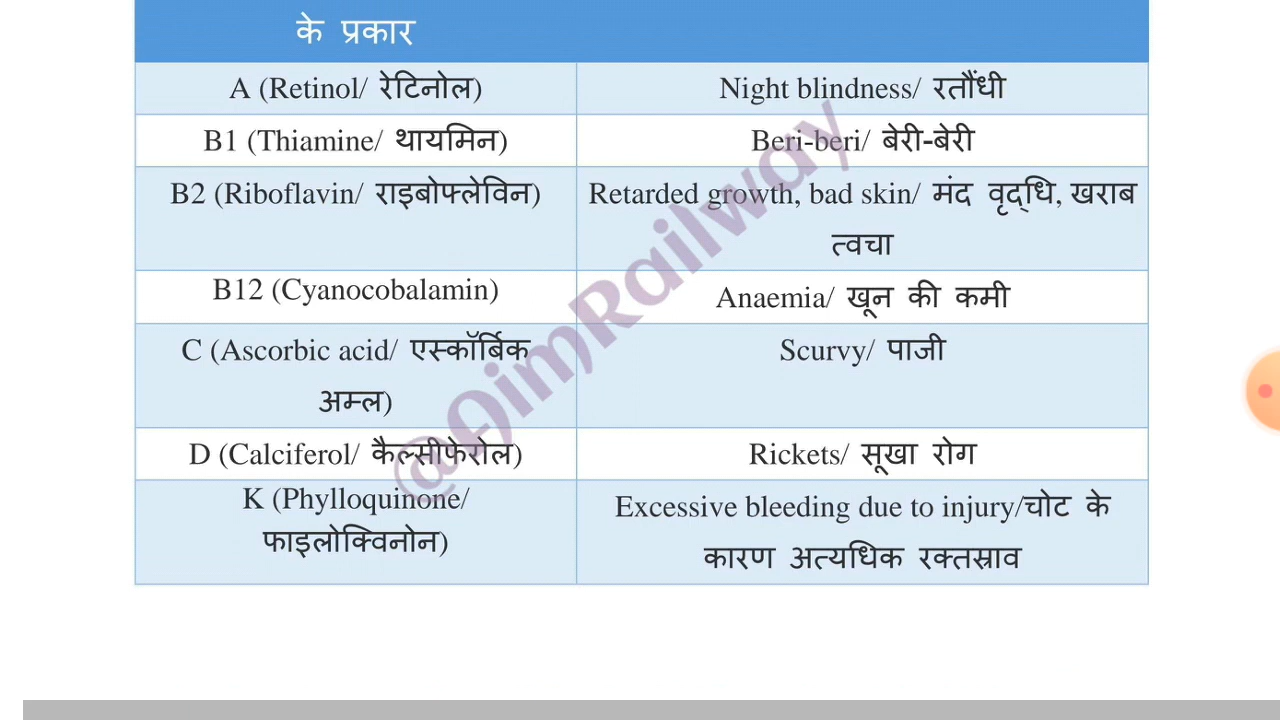 के प्रकार
A (Retinol/ रेटिनोल)
Night blindness/ रतौंधी
B1 (Thiamine/ थायमिन)
Beri-beri/ बेरी-बेरी
B2 (Riboflavin/ राइबोफ्लेविन)
Retarded growth, bad skin/ मंद वृद्धि, खराब
त्वचा
B12 (Cyanocobalamin)
Anaemia/ खून की कमी
C (Ascorbic acid/ एस्कॉर्बिक
अम्ल)
Scurvy/ पाजी
D (Calciferol/ कैल्सीफेरोल)
Rickets/ सूखा रोग
K (Phylloquinone/
फाइलोक्विनोन)
Excessive bleeding due to injury/चोट के
कारण अत्यधिक रक्तस्राव
@AimRailway